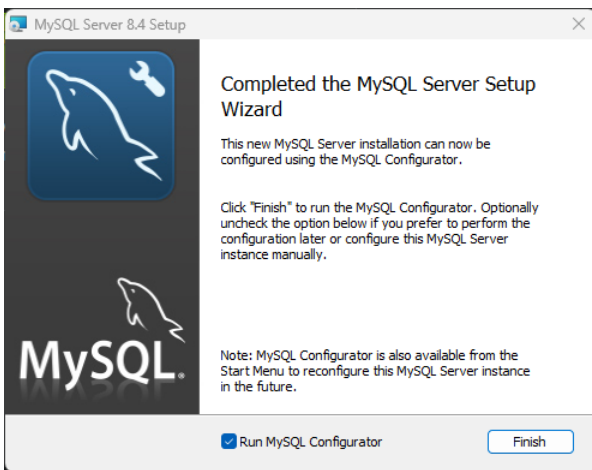 MySQL Server 8.4 Setup
Completed the MySQL Server Setup
Wizard
This new MySQL Server installation can now be
configured using the MySQL Configurator.
Click "Finish" to run the MySQL Configurator. Optionally
uncheck the option below if you prefer to perform the
configuration later or configure this MySQL Server
instance manually.
MySQL.
Note: MySQL Configurator is also available from the
Start Menu to reconfigure this MySQL Server instance
in the future.
Run MySQL Configurator
Finish